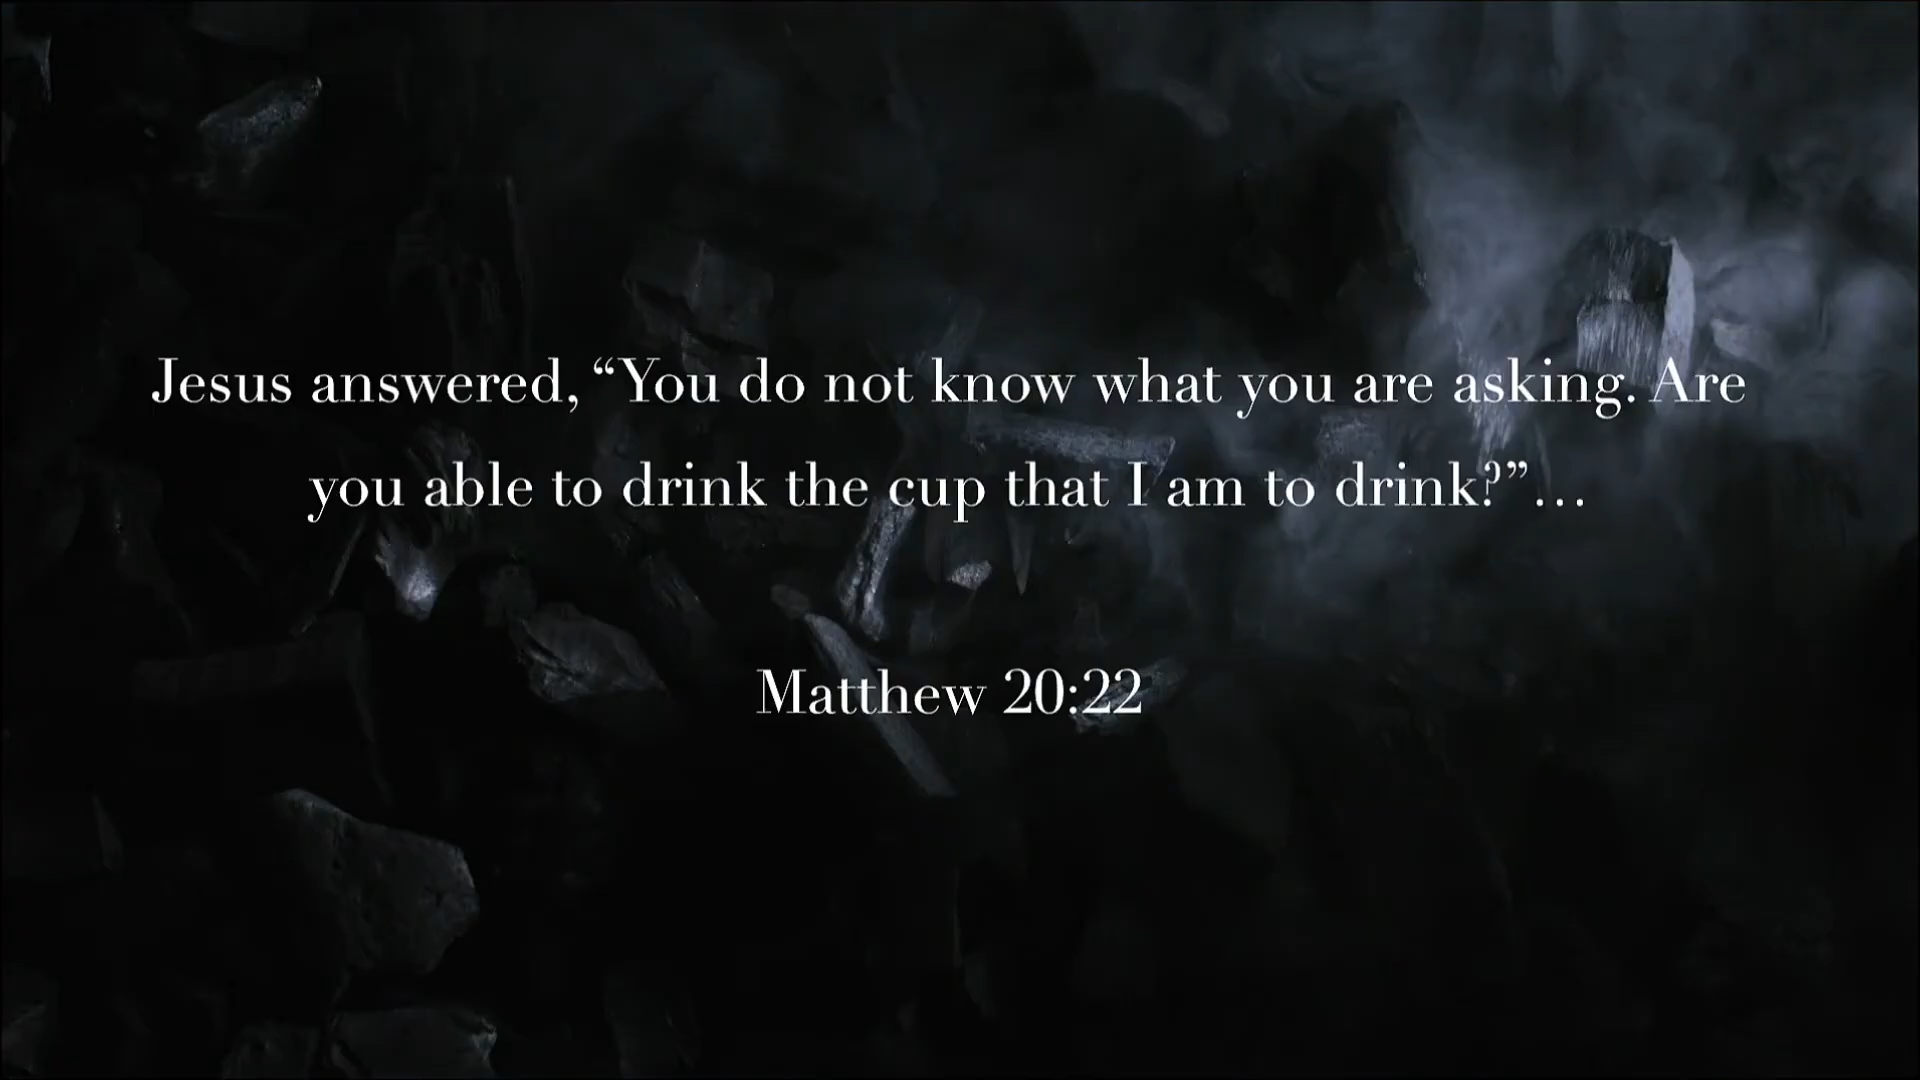 Jesus answered, “You do not know what you are asking. Are
you able to drink the cup that I am to drink?”…
Matthew 20:22